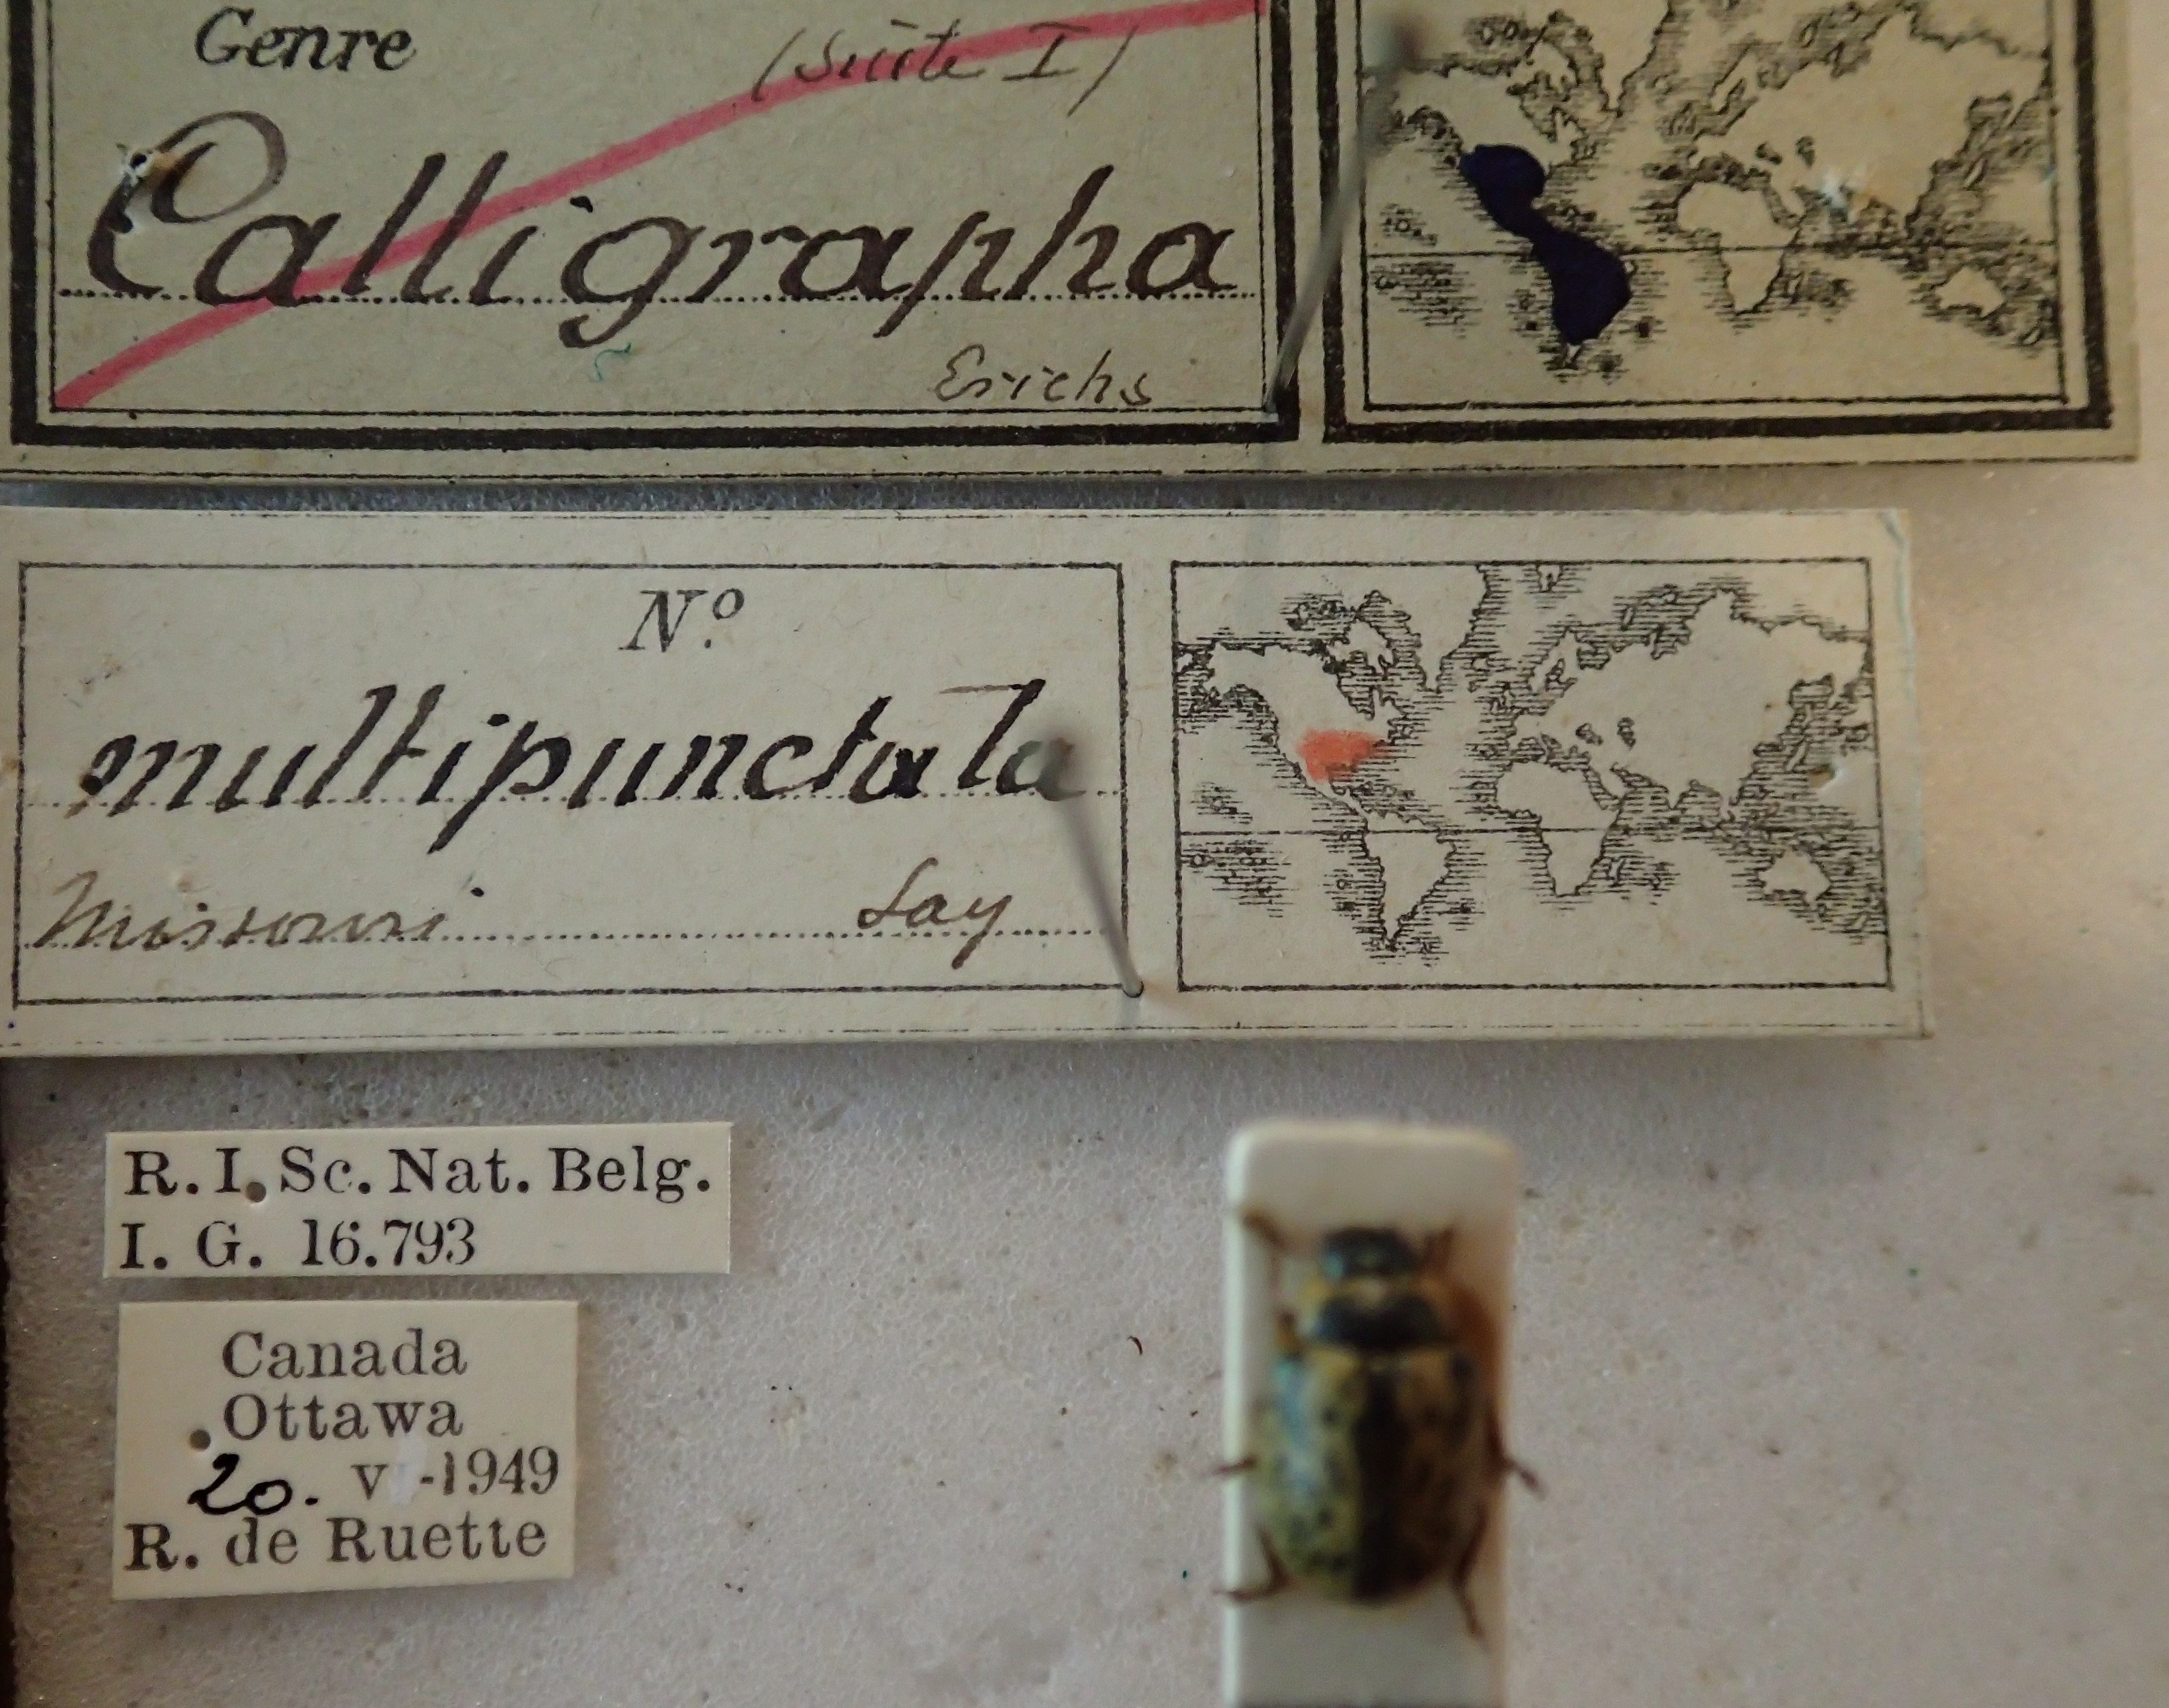 Genre
(Suite I)
Calligrapha
Erichs
N.o
multipunctata
Missouri Say
R. I. Sc. Nat. Belg.
I. G. 16.793
Canada
Ottawa
20. v -1949
R. de Ruette